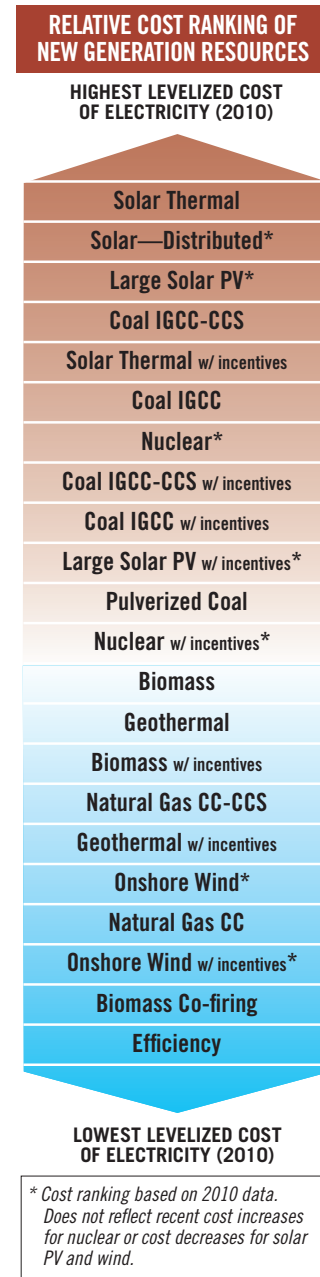 RELATIVE COST RANKING OF
NEW GENERATION RESOURCES
HIGHEST LEVELIZED COST
OF ELECTRICITY (2010)
Solar Thermal
Solar—Distributed*
Large Solar PV*
Coal IGCC-CCS
Solar Thermal w/ incentives
Coal IGCC
Nuclear*
Coal IGCC-CCS w/ incentives
Coal IGCC w/ incentives
Large Solar PV w/ incentives*
Pulverized Coal
Nuclear w/ incentives*
Biomass
Geothermal
Biomass w/ incentives
Natural Gas CC-CCS
Geothermal w/ incentives
Onshore Wind*
Natural Gas CC
Onshore Wind w/ incentives*
Biomass Co-firing
Efficiency
LOWEST LEVELIZED COST
OF ELECTRICITY (2010)
* Cost ranking based on 2010 data.
Does not reflect recent cost increases
for nuclear or cost decreases for solar
PV and wind.